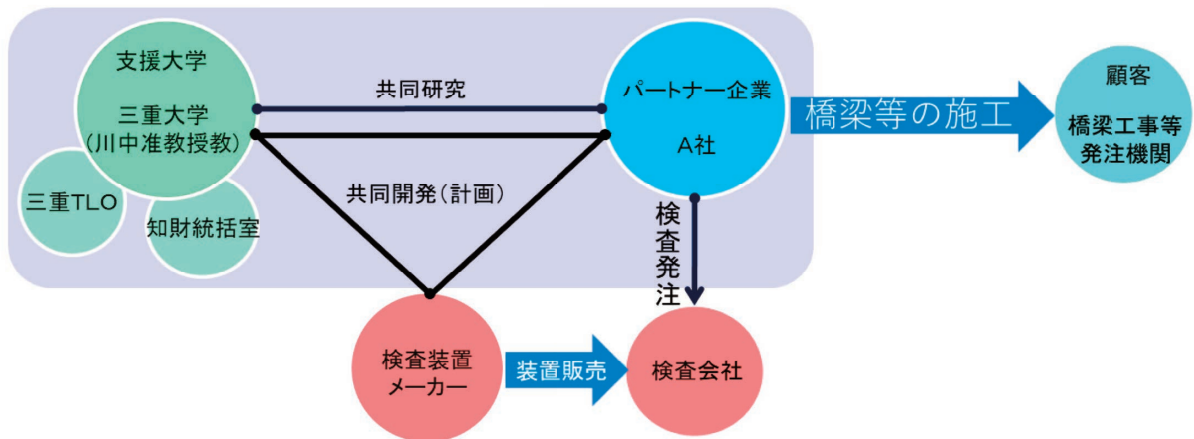 支援大学
三重大学
(川中准教授教)
三重TLO
知財統括室
共同研究
共同開発(計画)
パートナー企業
A社
橋梁等の施工
顧客
橋梁工事等
発注機関
検査発注
検査装置
メーカー
装置販売
検査会社